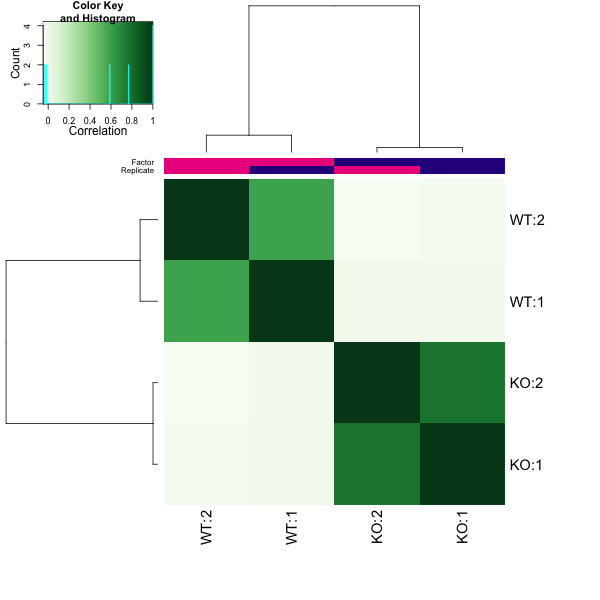 Color Key
and Histogram
Count
0 1 2 3 4
0 0.2 0.4 0.6 0.8 1
Correlation
Factor
Replicate
WT:2
WT:1
KO:2
KO:1
WT:2 WT:1 KO:2 KO:1